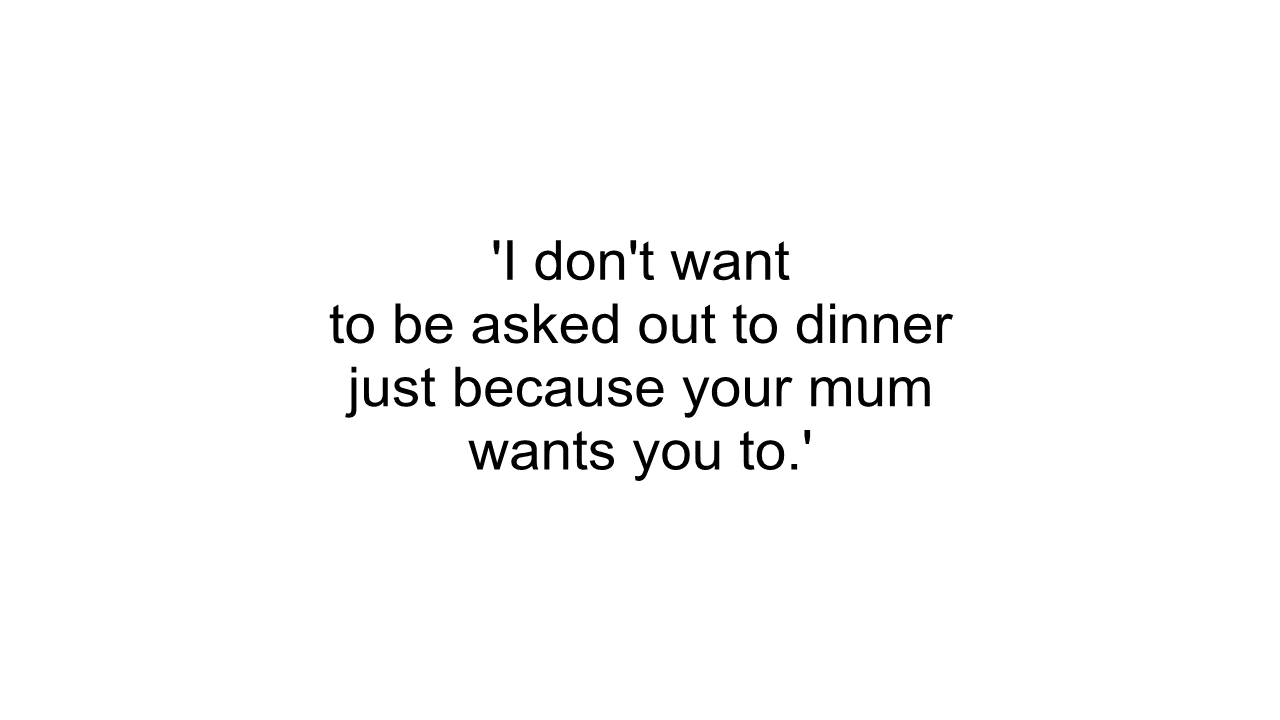 'I don't want
to be asked out to dinner
just because your mum
wants you to.'